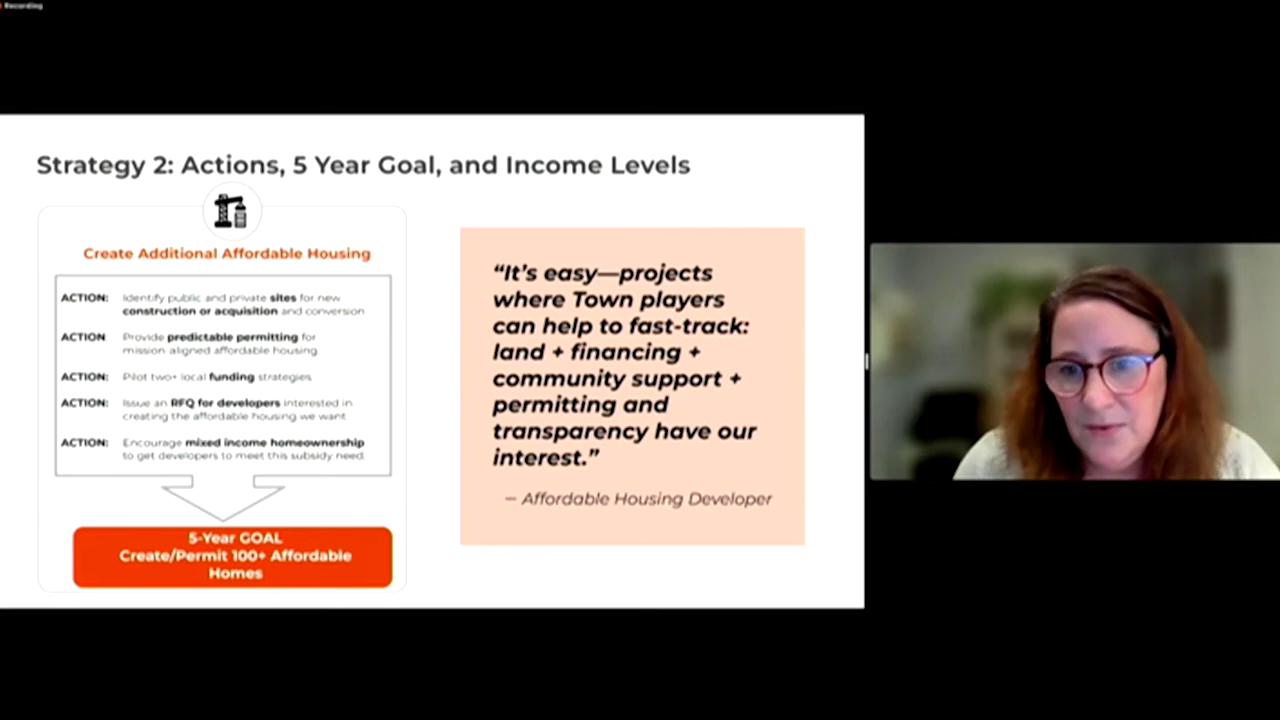 Recording
Strategy 2: Actions, 5 Year Goal, and Income Levels
Create Additional Affordable Housing
ACTION: Identify public and private sites for new
construction or acquisition and conversion
ACTION: Provide predictable permitting for
mission aligned affordable housing
ACTION: Pilot two+ local funding strategies
ACTION: Issue an RFQ for developers interested in
creating the affordable housing we want
ACTION: Encourage mixed income homeownership
to get developers to meet this subsidy need.
5-Year GOAL
Create/Permit 100+ Affordable
Homes
“It’s easy—projects
where Town players
can help to fast-track:
land + financing +
community support +
permitting and
transparency have our
interest.”
— Affordable Housing Developer